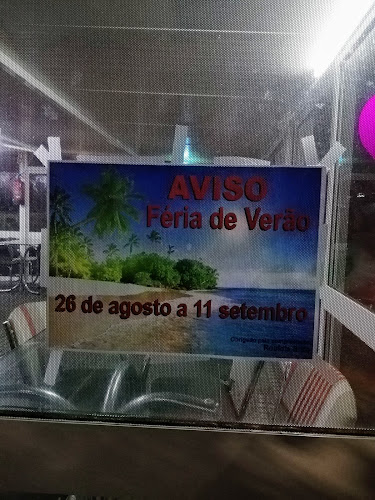 AVISO
Féria de Verão
26 de agosto a 11 setembro